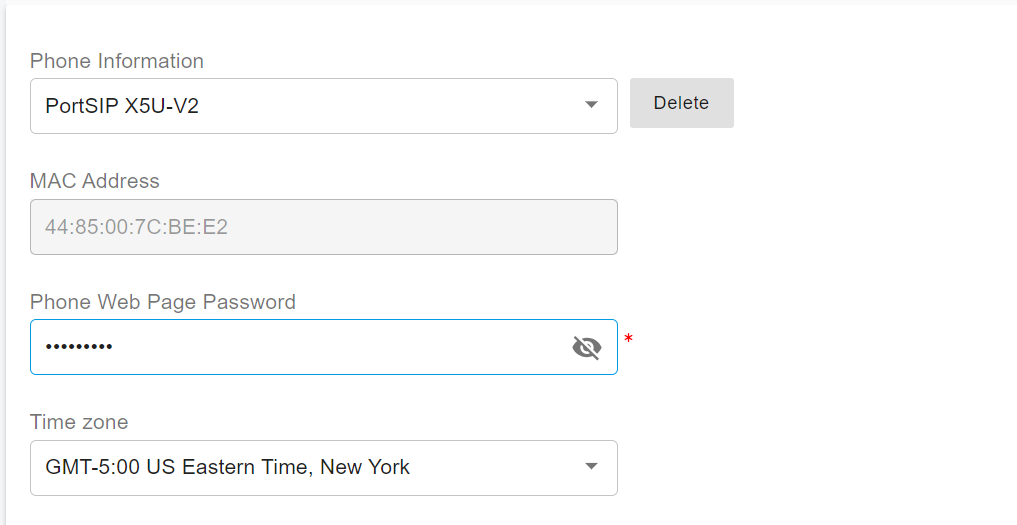 Phone Information
PortSIP X5U-V2
Delete
MAC Address
44:85:00:7C:BE:E2
Phone Web Page Password
•••••••••
*
Time zone
GMT-5:00 US Eastern Time, New York